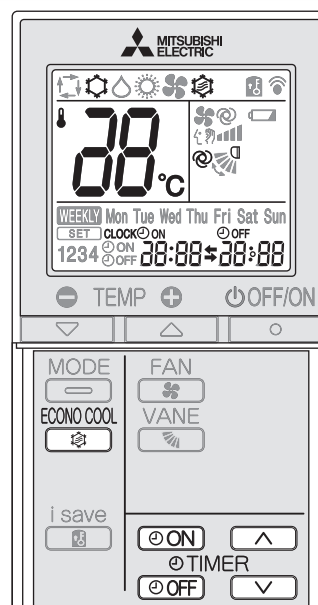 MITSUBISHI
ELECTRIC
88°C
WEEKLY Mon Tue Wed Thu Fri Sat Sun
SET CLOCK ON OFF
1234 ON 88:88 88:88
OFF
TEMP OFF/ON
MODE FAN
ECONO COOL VANE
i save ON
TIMER
OFF